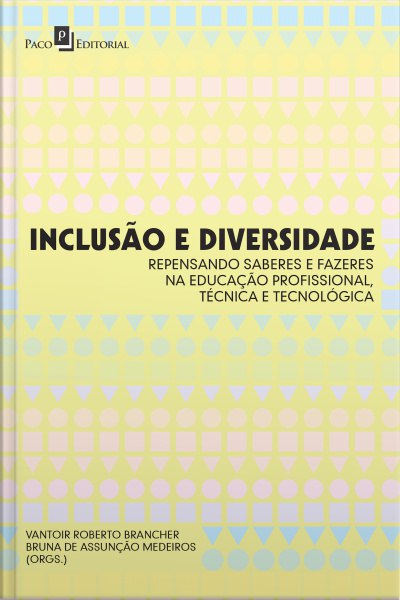 PACO EDITORIAL
INCLUSÃO E DIVERSIDADE
REPENSANDO SABERES E FAZERES
NA EDUCAÇÃO PROFISSIONAL,
TÉCNICA E TECNOLÓGICA
VANTOIR ROBERTO BRANCHER
BRUNA DE ASSUNÇÃO MEDEIROS
(ORGS.)